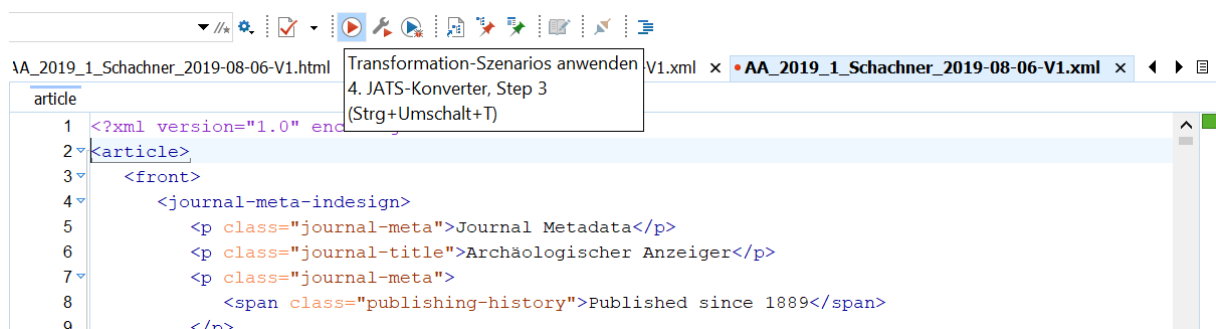 AA_2019_1_Schachner_2019-08-06-V1.html
V1.xml × • AA_2019_1_Schachner_2019-08-06-V1.xml ×
Transformation-Szenarios anwenden
4. JATS-Konverter, Step 3
(Strg+Umschalt+T)
article
1 <?xml version="1.0"
2 <article>
3 <front>
4 <journal-meta-indesign>
5 <p class="journal-meta">Journal Metadata</p>
6 <p class="journal-title">Archäologischer Anzeiger</p>
7 <p class="journal-meta">
8 <span class="publishing-history">Published since 1889</span>
9 </p>